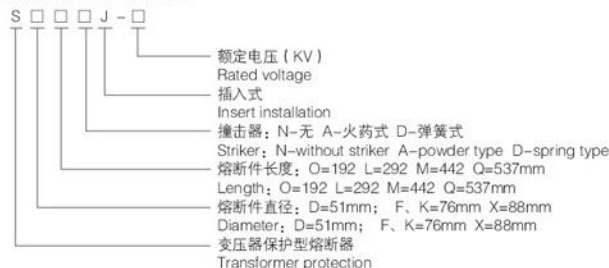 S□□□J-□
额定电压（KV）
Rated voltage
插入式
Insert installation
撞击器：N-无 A-火药式 D-弹簧式
Striker：N-without striker A-powder type D-spring type
熔断件长度：O=192 L=292 M=442 Q=537mm
Length：O=192 L=292 M=442 Q=537mm
熔断件直径：D=51mm； F、K=76mm X=88mm
Diameter：D=51mm； F、K=76mm X=88mm
变压器保护型熔断器
Transformer protection